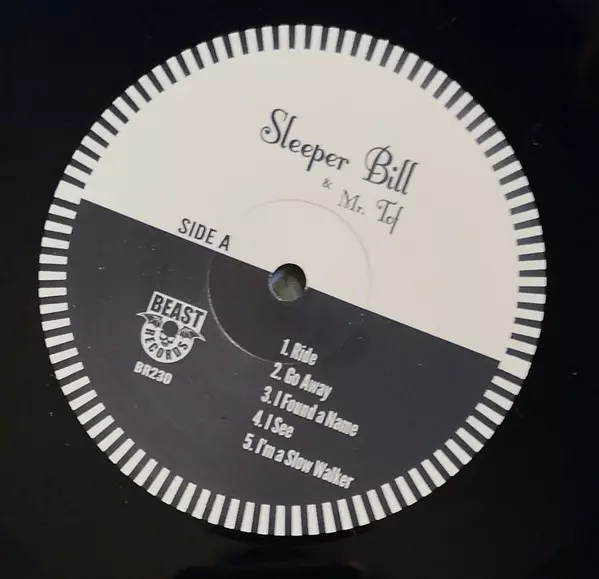 Sleeper Bill
& Mr. Tof
SIDE A
BEAST
RECORDS
BR230
1. Ride
2. Go Away
3. I Found a Name
4. I See
5. I'm a Slow Walker